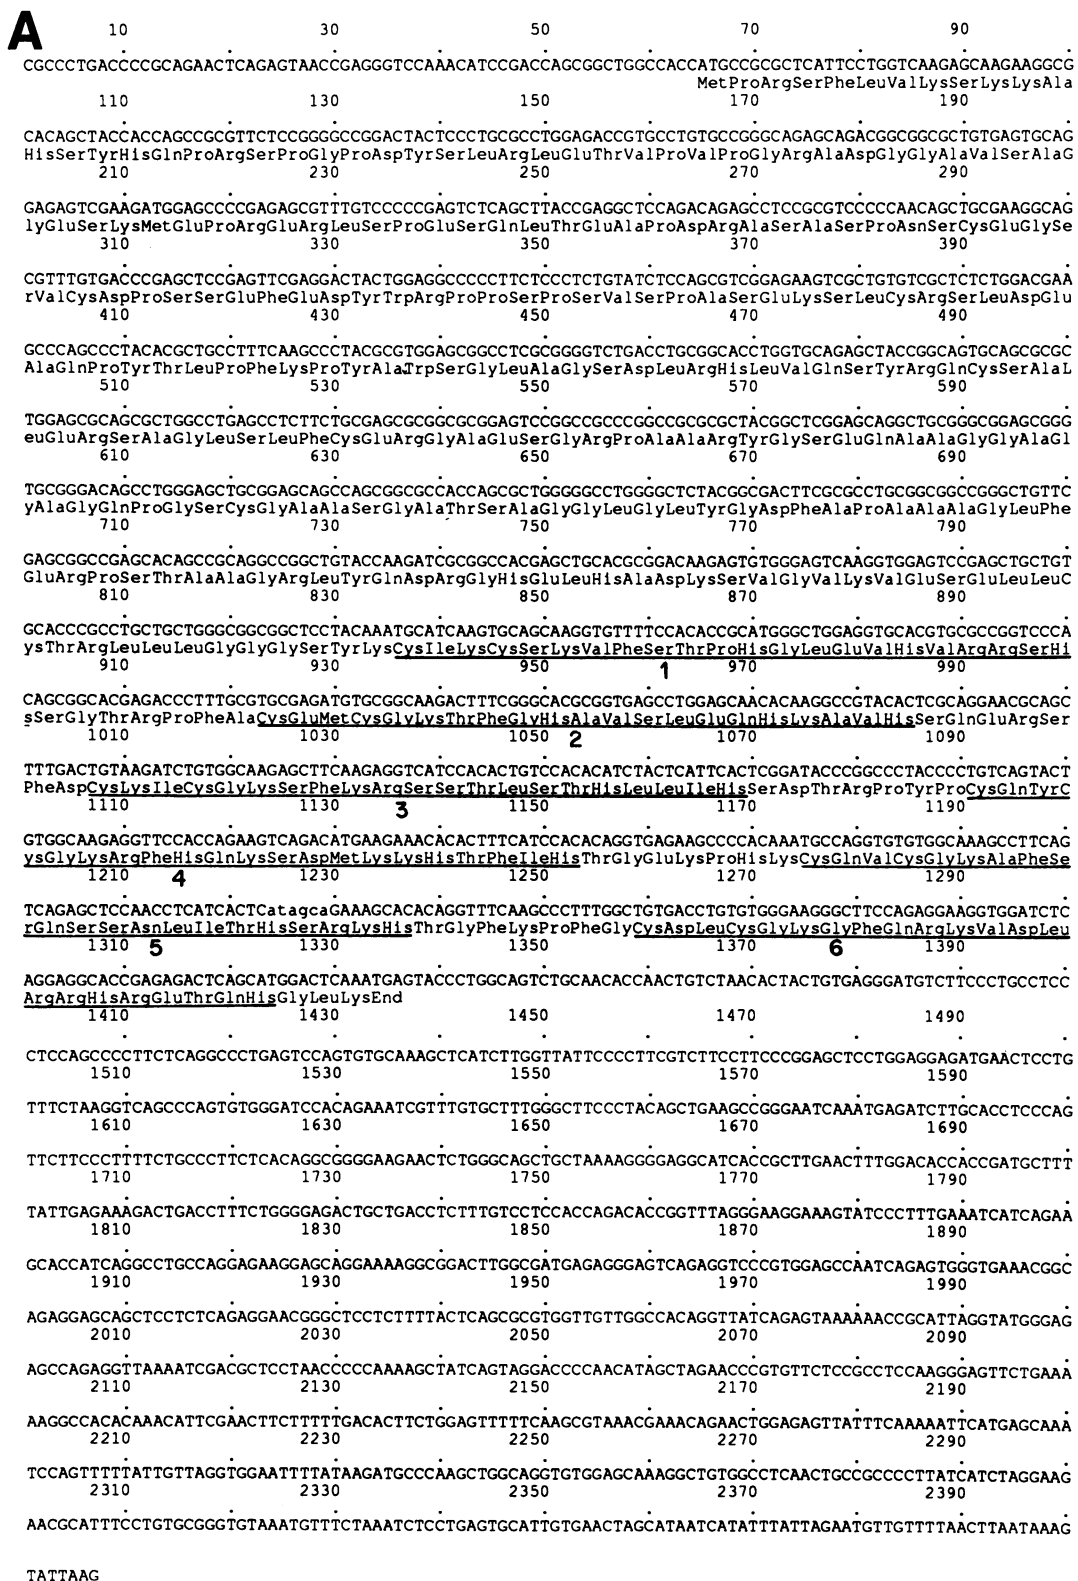 A
10 30 50 70 90
CGCCCTGACCCCCGCAGAACTCAGAGTAACCGAGGGTCCAAACATCCGACCAGCGGCTGGCCACCATGCCGCGCTCATTCCTGGTCAAGAGCAAGAAGGCG
MetProArgSerPheLeuValLysSerLysLysAla
110 130 150 170 190
CACAGCTACCACCAGCCGCGTTCTCCGGGGCCGGACTACTCCCTGCGCCTGGAGACCGTGCCTGTGCCGGGCAGAGCAGACGGCGGCGCTGTGAGTGCAG
HisSerTyrHisGlnProArgSerProGlyProAspTyrSerLeuArgLeuGluThrValProValProGlyArgAlaAspGlyGlyAlaValSerAlaG
210 230 250 270 290
GAGAGTCGAAGATGGAGCCCCGAGAGCGTTTGTCCCCCGAGTCTCAGCTTACCGAGGCTCCAGACAGAGCCTCCGCGTCCCCCAACAGCTGCGAAGGCAG
lyGluSerLysMetGluProArgGluArgLeuSerProGluSerGlnLeuThrGluAlaProAspArgAlaSerAlaSerProAsnSerCysGluGlySe
310 330 350 370 390
CGTTTGTGACCCGAGCTCCGAGTTCGAGGACTACTGGAGGCCCCCTTCTCCCTCTGTATCTCCAGCGTCGGAGAAGTCGCTGTGTCGCTCTCTGGACGAA
rValCysAspProSerSerGluPheGluAspTyrTrpArgProProSerProSerValSerProAlaSerGluLysSerLeuCysArgSerLeuAspGlu
410 430 450 470 490
GCCCAGCCCTACACGCTGCCTTTCAAGCCCTACGCGTGGAGCGGCCTCGCGGGGTCTGACCTGCGGCACCTGGTGCAGAGCTACCGGCAGTGCAGCGCGC
AlaGlnProTyrThrLeuProPheLysProTyrAlaTrpSerGlyLeuAlaGlySerAspLeuArgHisLeuValGlnSerTyrArgGlnCysSerAlaL
510 530 550 570 590
TGGAGCGCAGCGCTGGCCTGAGCCTCTTCTGCGAGCGCGGCGCGGAGTCCGGCCGCCCGGCCGCGCGCTACGGCTCGGAGCAGGCTGCGGGCGGAGCGGG
euGluArgSerAlaGlyLeuSerLeuPheCysGluArgGlyAlaGluSerGlyArgProAlaAlaArgTyrGlySerGluGlnAlaAlaGlyGlyAlaGl
610 630 650 670 690
TGCGGGACAGCCTGGGAGCTGCGGAGCAGCCAGCGGCGCCACCAGCGCTGGGGGCCTGGGGCTCTACGGCGACTTCGCGCCTGCGGCGGCCGGGCTGTTC
yAlaGlyGlnProGlySerCysGlyAlaAlaSerGlyAlaThrSerAlaGlyGlyLeuGlyLeuTyrGlyAspPheAlaProAlaAlaAlaGlyLeuPhe
710 730 750 770 790
GAGCGGCCGAGCACAGCCGCAGGCCGGCTGTACCAAGATCGCGGCCACGAGCTGCACGCGGACAAGAGTGTGGGAGTCAAGGTGGAGTCCGAGCTGCTGT
GluArgProSerThrAlaAlaGlyArgLeuTyrGlnAspArgGlyHisGluLeuHisAlaAspLysSerValGlyValLysValGluSerGluLeuLeuC
810 830 850 870 890
GCACCCGCCTGCTGCTGGGCGGCGGCTCCTACAAATGCATCAAGTGCAGCAAGGTGTTTTCCACACCGCATGGGCTGGAGGTGCACGTGCGCCGGTCCCA
ysThrArgLeuLeuLeuGlyGlyGlySerTyrLysCysIleLysCysSerLysValPheSerThrProHisGlyLeuGluValHisValArgArgSerHi
910 930 950 970 990
1
CAGCGGCACGAGACCCTTTGCGTGCGAGATGTGCGGCAAGACTTTCGGGCACGCGGTGAGCCTGGAGCAACACAAGGCCGTACACTCGCAGGAACGCAGC
sSerGlyThrArgProPheAlaCysGluMetCysGlyLysThrPheGlyHisAlaValSerLeuGluGlnHisLysAlaValHisSerGlnGluArgSer
1010 1030 1050 1070 1090
2
TTTGACTGTAAGATCTGTGGCAAGAGCTTCAAGAGGTCATCCACACTGTCCACACATCTACTCATTCACTCGGATACCCGGCCCTACCCCTGTCAGTACT
PheAspCysLysIleCysGlyLysSerPheLysArgSerSerThrLeuSerThrHisLeuLeuIleHisSerAspThrArgProTyrProCysGlnTyrC
1110 1130 1150 1170 1190
3
GTGGCAAGAGGTTCCACCAGAAGTCAGACATGAAGAAACACACTTTCATCCACACAGGTGAGAAGCCCCACAAATGCCAGGTGTGTGGCAAAGCCTTCAG
ysGlyLysArgPheHisGlnLysSerAspMetLysLysHisThrPheIleHisThrGlyGluLysProHisLysCysGlnValCysGlyLysAlaPheSe
1210 1230 1250 1270 1290
4
TCAGAGCTCCAACCTCATCACTCatagcaGAAAGCACACAGGTTTCAAGCCCTTTGGCTGTGACCTGTGTGGGAAGGGCTTCCAGAGGAAGGTGGATCTC
rGlnSerSerAsnLeuIleThrHisSerArgLysHisThrGlyPheLysProPheGlyCysAspLeuCysGlyLysGlyPheGlnArgLysValAspLeu
1310 1330 1350 1370 1390
5 6
AGGAGGCACCGAGAGACTCAGCATGGACTCAAATGAGTACCCTGGCAGTCTGCAACACCAACTGTCTAACACTACTGTGAGGGATGTCTTCCCTGCCTCC
ArgArgHisArgGluThrGlnHisGlyLeuLysEnd
1410 1430 1450 1470 1490
CTCCAGCCCCTTCTCAGGCCCTGAGTCCAGTGTGCAAAGCTCATCTTGGTTATTCCCCTTCGTCTTCCTTCCCGGAGCTCCTGGAGGAGATGAACTCCTG
1510 1530 1550 1570 1590
TTTCTAAGGTCAGCCCAGTGTGGGATCCACAGAAATCGTTTGTGCTTTGGGCTTCCCTACAGCTGAAGCCGGGAATCAAATGAGATCTTGCACCTCCCAG
1610 1630 1650 1670 1690
TTCTTCCCTTTTCTGCCCTTCTCACAGGCGGGGAAGAACTCTGGGCAGCTGCTAAAAGGGGAGGCATCACCGCTTGAACTTTGGACACCACCGATGCTTT
1710 1730 1750 1770 1790
TATTGAGAAAGACTGACCTTTCTGGGGAGACTGCTGACCTCTTTGTCCTCCACCAGACACCGGTTTAGGGAAGGAAAGTATCCCTTTGAAATCATCAGAA
1810 1830 1850 1870 1890
GCACCATCAGGCCTGCCAGGAGAAGGAGCAGGAAAAGGCGGACTTGGCGATGAGAGGGAGTCAGAGGTCCCGTGGAGCCAATCAGAGTGGGTGAAACGGC
1910 1930 1950 1970 1990
AGAGGAGCAGCTCCTCTCAGAGGAACGGGCTCCTCTTTTACTCAGCGCGTGGTTGTTGGCCACAGGTTATCAGAGTAAAAAACCGCATTAGGTATGGGAG
2010 2030 2050 2070 2090
AGCCAGAGGTTAAAATCGACGCTCCTAACCCCCAAAAGCTATCAGTAGGACCCCAACATAGCTAGAACCCGTGTTCTCCGCCTCCAAGGGAGTTCTGAAA
2110 2130 2150 2170 2190
AAGGCCACACAAACATTCGAACTTCTTTTTGACACTTCTGGAGTTTTTCAAGCGTAAACGAAACAGAACTGGAGAGTTATTTCAAAAATTCATGAGCAAA
2210 2230 2250 2270 2290
TCCAGTTTTTATTGTTAGGTGGAATTTTATAAGATGCCCAAGCTGGCAGGTGTGGAGCAAAGGCTGTGGCCTCAACTGCCGCCCCTTATCATCTAGGAAG
2310 2330 2350 2370 2390
AACGCATTTCCTGTGCGGGTGTAAATGTTTCTAAATCTCCTGAGTGCATTGTGAACTAGCATAATCATATTTATTAGAATGTTGTTTTAACTTAATAAAG
TATTAAG